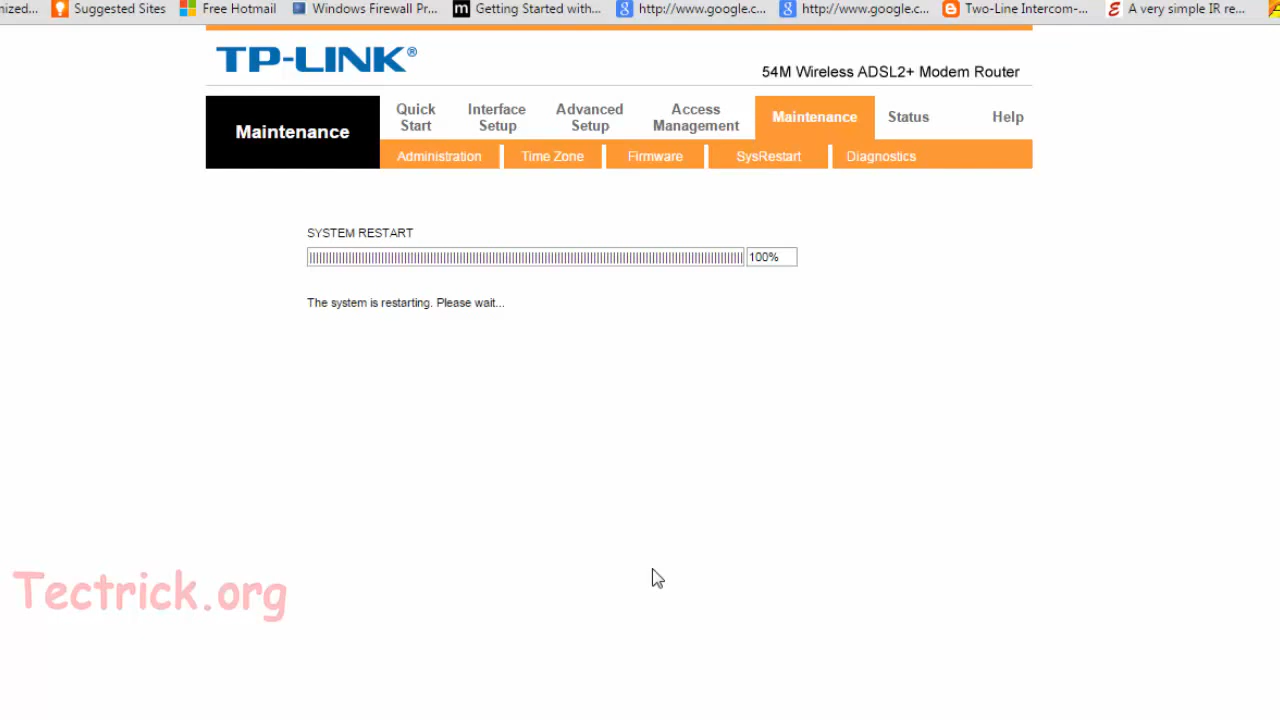 nized...
Suggested Sites
Free Hotmail
Windows Firewall Pr...
Getting Started with...
http://www.google.c...
http://www.google.c...
Two-Line Intercom-...
A very simple IR re...
TP-LINK®
54M Wireless ADSL2+ Modem Router
Maintenance
Quick Start
Interface Setup
Advanced Setup
Access Management
Maintenance
Status
Help
Administration
Time Zone
Firmware
SysRestart
Diagnostics
SYSTEM RESTART
100%
The system is restarting. Please wait...
Tectrick.org